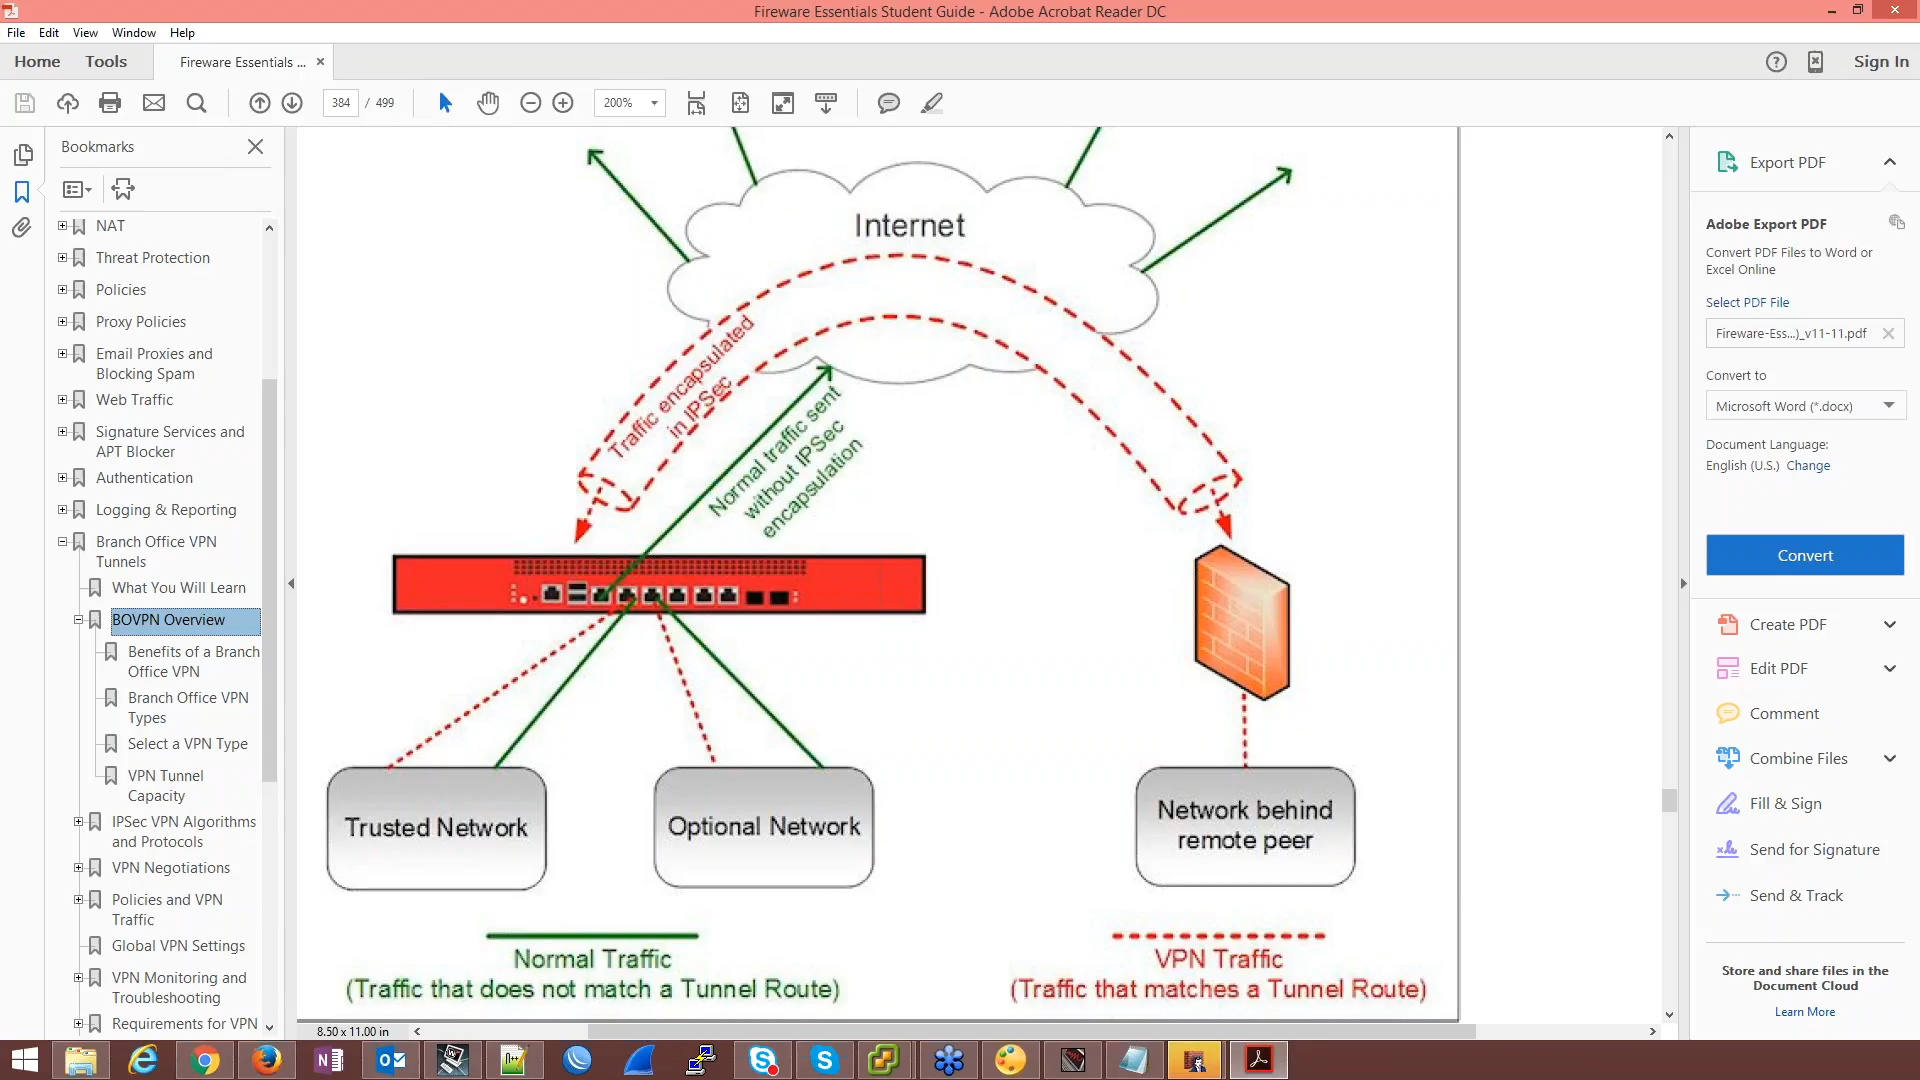 Fireware Essentials Student Guide - Adobe Acrobat Reader DC
File Edit View Window Help
Home Tools Fireware Essentials ... × Sign In
384 / 499 200%
Bookmarks
NAT
Threat Protection
Policies
Proxy Policies
Email Proxies and
Blocking Spam
Web Traffic
Signature Services and
APT Blocker
Authentication
Logging & Reporting
Branch Office VPN
Tunnels
What You Will Learn
BOVPN Overview
Benefits of a Branch
Office VPN
Branch Office VPN
Types
Select a VPN Type
VPN Tunnel
Capacity
IPSec VPN Algorithms
and Protocols
VPN Negotiations
Policies and VPN
Traffic
Global VPN Settings
VPN Monitoring and
Troubleshooting
Requirements for VPN
Internet
Traffic encapsulated
in IPSec
Normal traffic sent
without IPSec
encapsulation
Trusted Network
Optional Network
Network behind
remote peer
Normal Traffic
(Traffic that does not match a Tunnel Route)
VPN Traffic
(Traffic that matches a Tunnel Route)
8.50 x 11.00 in
Export PDF
Adobe Export PDF
Convert PDF Files to Word or
Excel Online
Select PDF File
Fireware-Ess...)_v11-11.pdf
Convert to
Microsoft Word (*.docx)
Document Language:
English (U.S.) Change
Convert
Create PDF
Edit PDF
Comment
Combine Files
Fill & Sign
Send for Signature
Send & Track
Store and share files in the
Document Cloud
Learn More